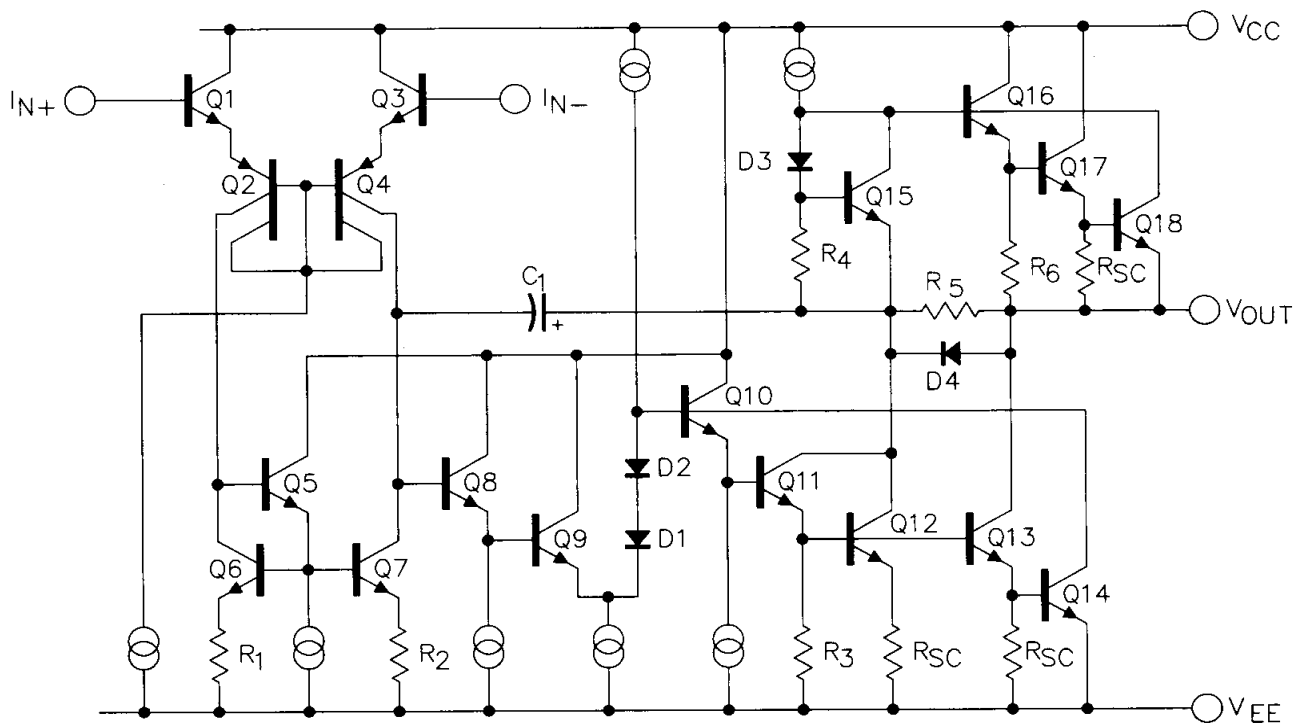 VCC
IN+
Q1
Q3
IN-
Q16
D3
Q2
Q4
Q15
Q17
Q18
R4
R6
RSC
C1
+
R5
VOUT
D4
Q10
Q5
Q8
D2
Q11
Q9
D1
Q12
Q13
Q6
Q7
Q14
R1
R2
R3
RSC
RSC
VEE